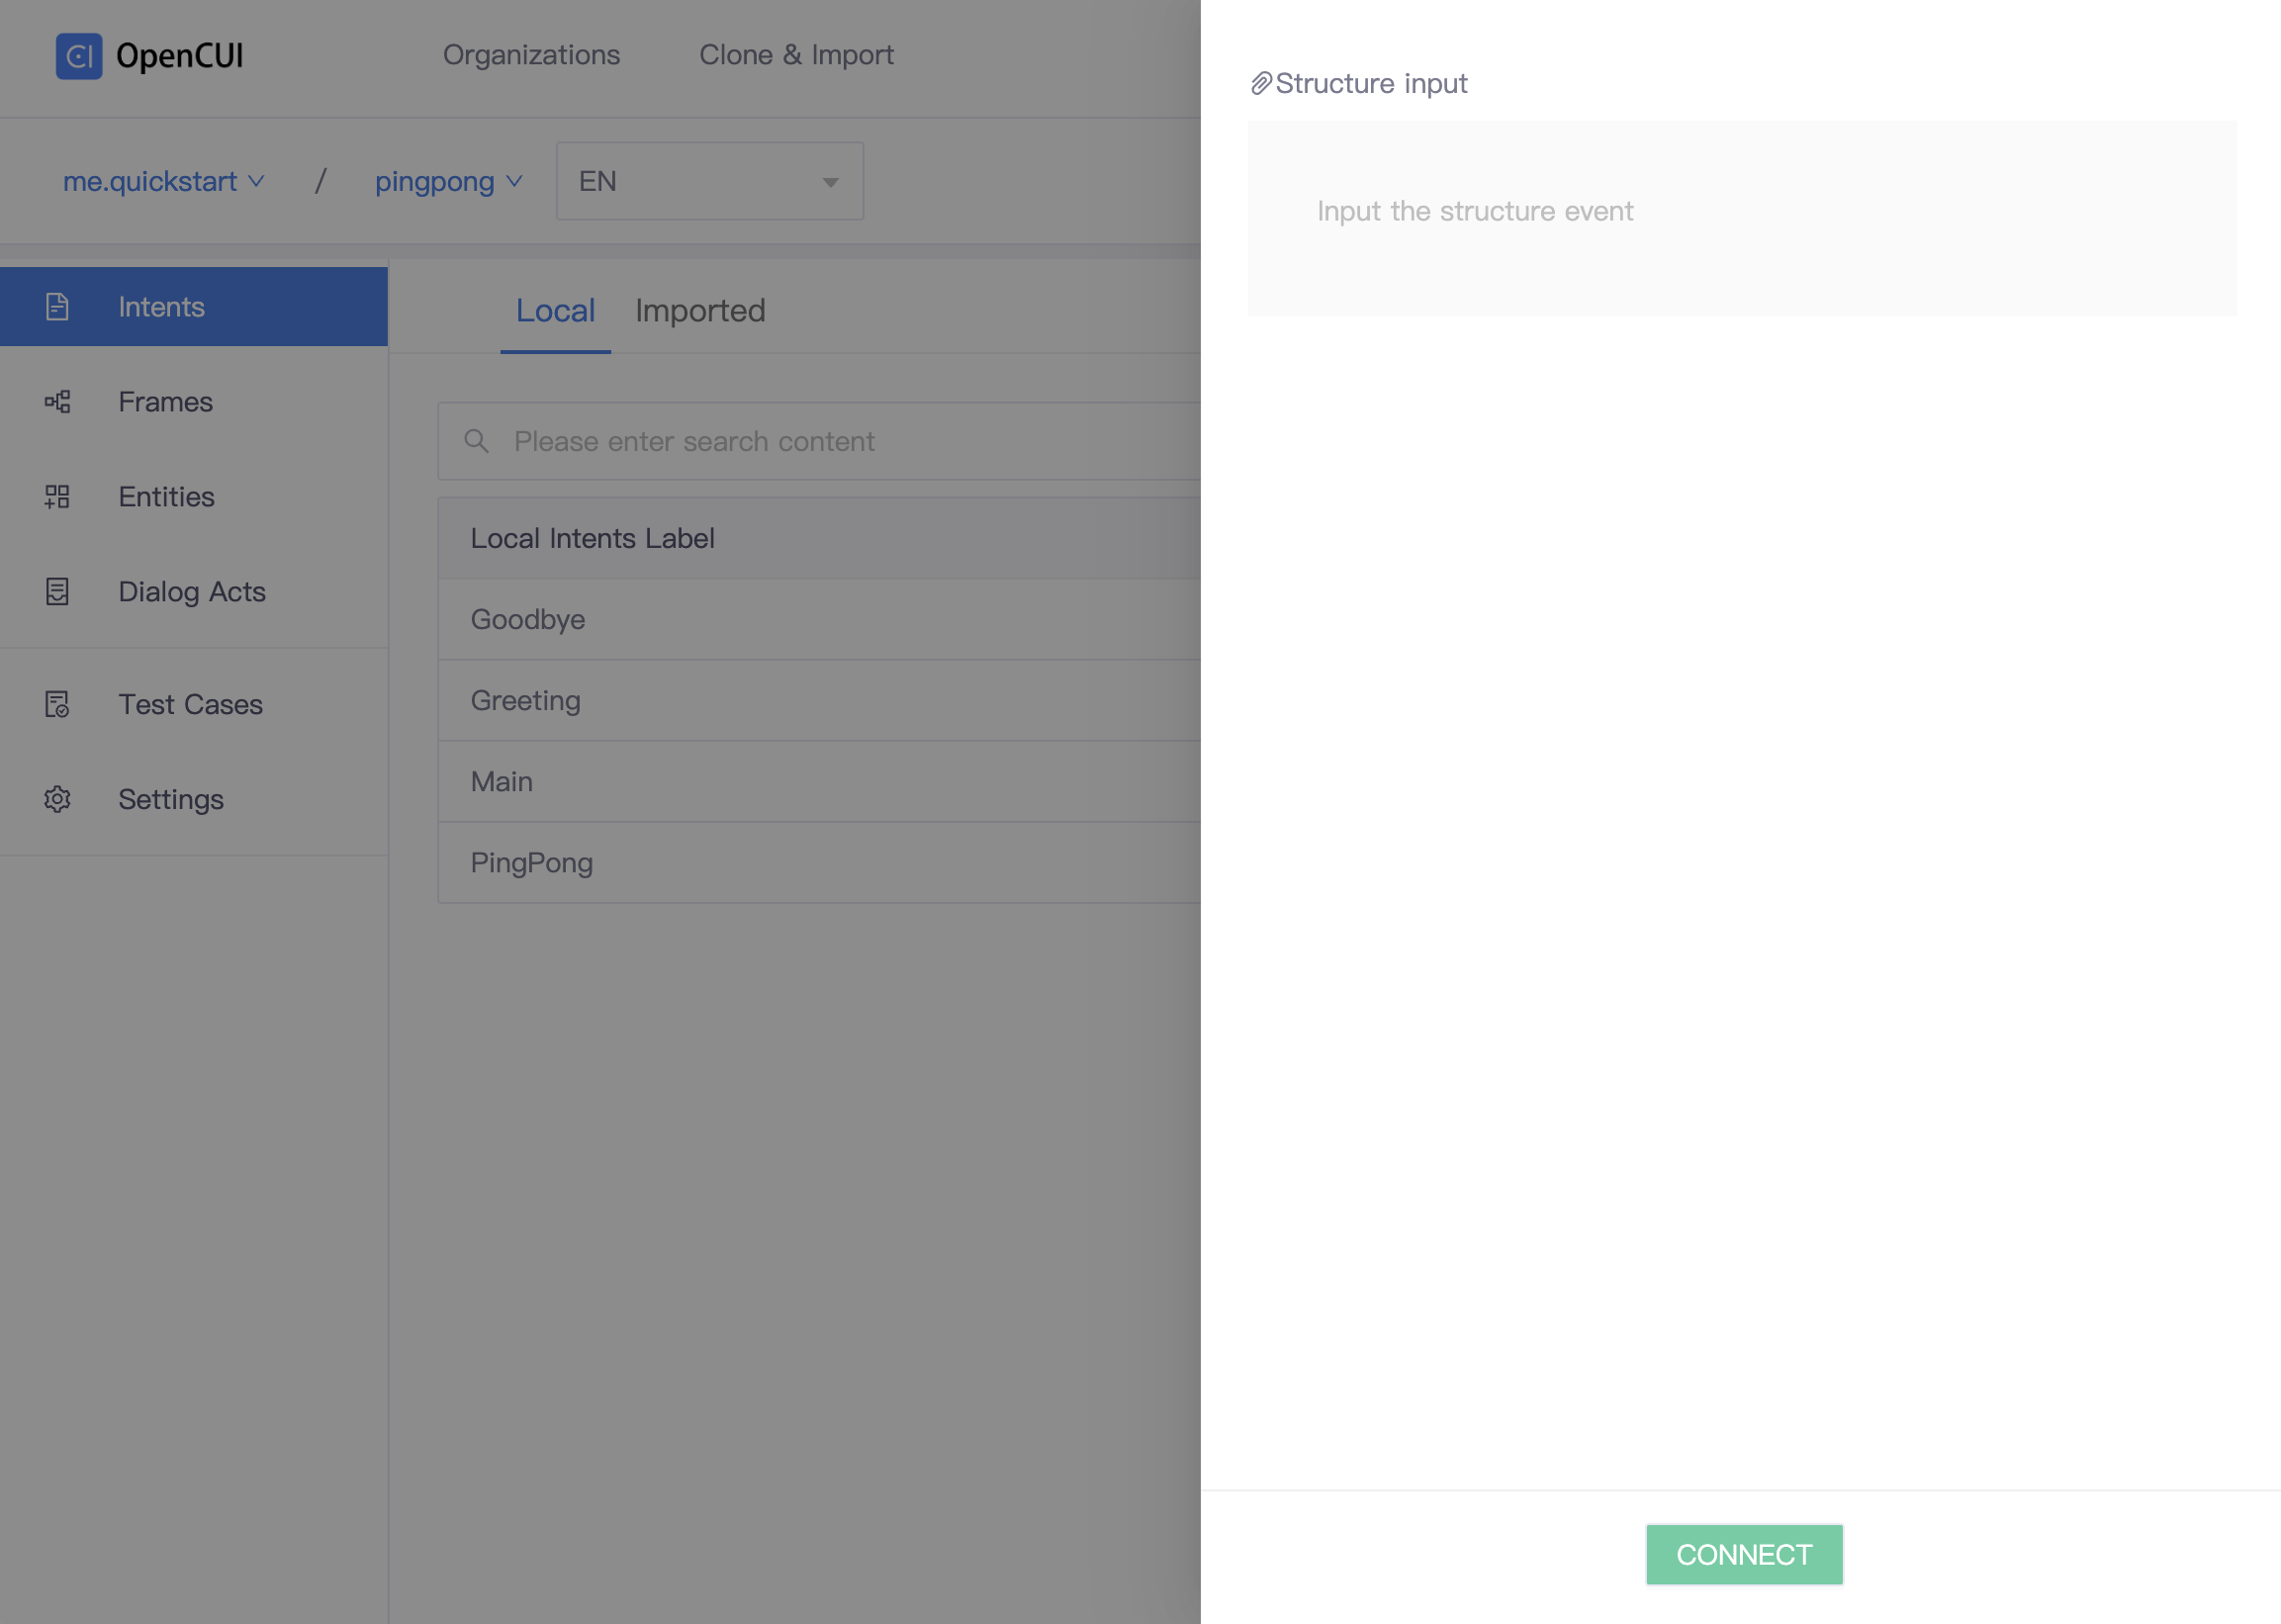 OpenCUI
Organizations
Clone & Import
me.quickstart
/
pingpong
EN
Intents
Frames
Entities
Dialog Acts
Test Cases
Settings
Local
Imported
Please enter search content
Local Intents Label
Goodbye
Greeting
Main
PingPong
Structure input
Input the structure event
CONNECT